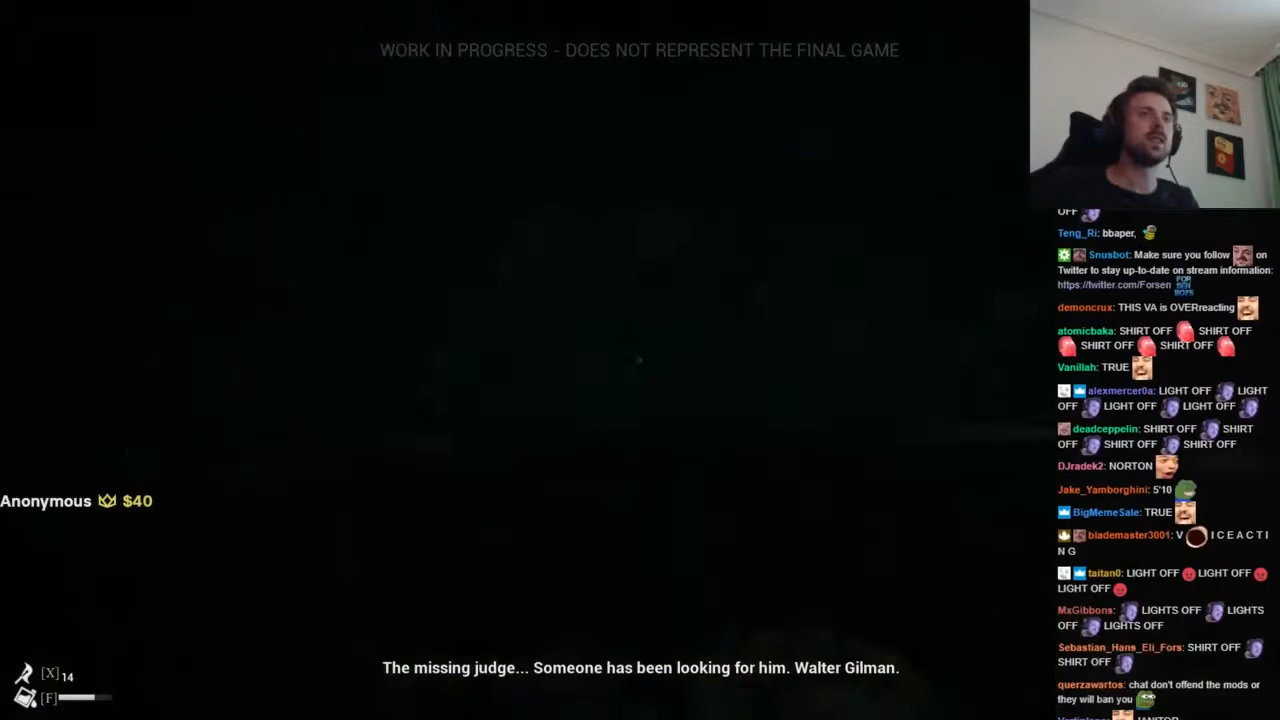 WORK IN PROGRESS - DOES NOT REPRESENT THE FINAL GAME
OFF
Teng_Ri: bbaper,
Snusbot: Make sure you follow on
Twitter to stay up-to-date on stream information:
https://twitter.com/Forsen FOR SEN BOYS
demoncrux: THIS VA is OVERreacting
atomicbaka: SHIRT OFF SHIRT OFF
SHIRT OFF SHIRT OFF
Vanillah: TRUE
alexmercer0a: LIGHT OFF LIGHT
OFF LIGHT OFF LIGHT OFF
deadceppelin: SHIRT OFF SHIRT
OFF SHIRT OFF SHIRT OFF
DJradek2: NORTON
Jake_Yamborghini: 5'10
BigMemeSale: TRUE
blademaster3001: V I C E A C T I
N G
taitan0: LIGHT OFF LIGHT OFF
LIGHT OFF
MxGibbons: LIGHTS OFF LIGHTS
OFF LIGHTS OFF
Sebastian_Hans_Eli_Fors: SHIRT OFF
SHIRT OFF
querzawartos: chat don't offend the mods or
they will ban you
Anonymous $40
The missing judge... Someone has been looking for him. Walter Gilman.
[X] 14
[F]